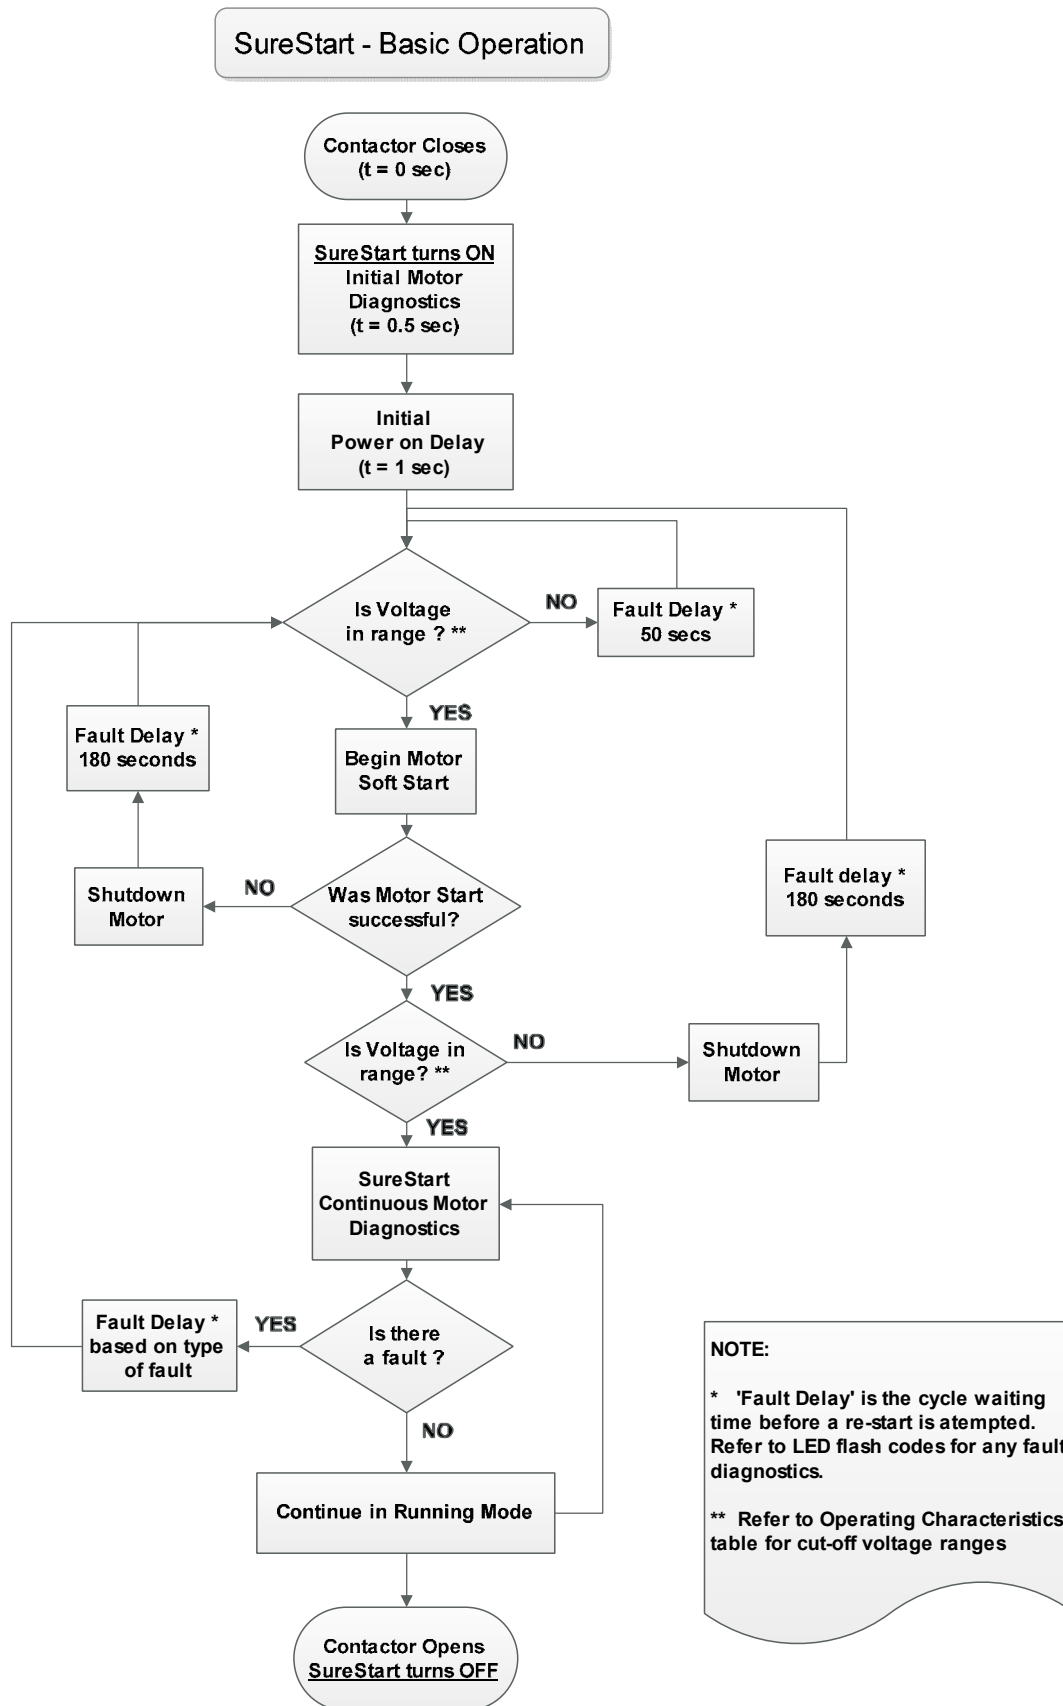 SureStart - Basic Operation
Contactor Closes
(t = 0 sec)
SureStart turns ON
Initial Motor
Diagnostics
(t = 0.5 sec)
Initial
Power on Delay
(t = 1 sec)
Is Voltage
in range ? **
NO
Fault Delay *
50 secs
YES
Fault Delay *
180 seconds
Begin Motor
Soft Start
Was Motor Start
successful?
NO
Shutdown
Motor
Fault delay *
180 seconds
YES
Is Voltage in
range? **
NO
Shutdown
Motor
YES
SureStart
Continuous Motor
Diagnostics
Is there
a fault ?
YES
Fault Delay *
based on type
of fault
NO
Continue in Running Mode
Contactor Opens
SureStart turns OFF
NOTE:
* 'Fault Delay' is the cycle waiting
time before a re-start is atempted.
Refer to LED flash codes for any fault
diagnostics.
** Refer to Operating Characteristics
table for cut-off voltage ranges